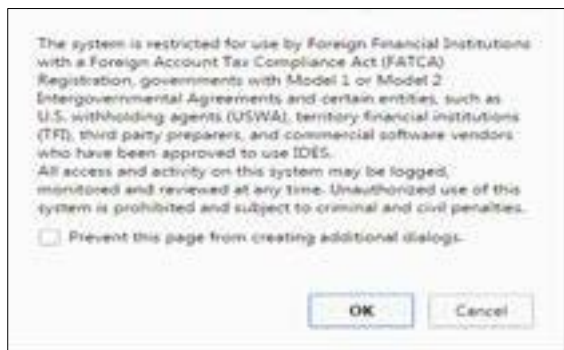 The system is restricted for use by Foreign Financial Institutions
with a Foreign Account Tax Compliance Act (FATCA)
Registration, governments with Model 1 or Model 2
Intergovernmental Agreements and certain entities, such as
U.S. withholding agents (USWA), territory financial institutions
(TFI), third party preparers, and commercial software vendors
who have been approved to use IDES.
All access and activity on this system may be logged,
monitored and reviewed at any time. Unauthorized use of this
system is prohibited and subject to criminal and civil penalties.
Prevent this page from creating additional dialogs.
OK Cancel